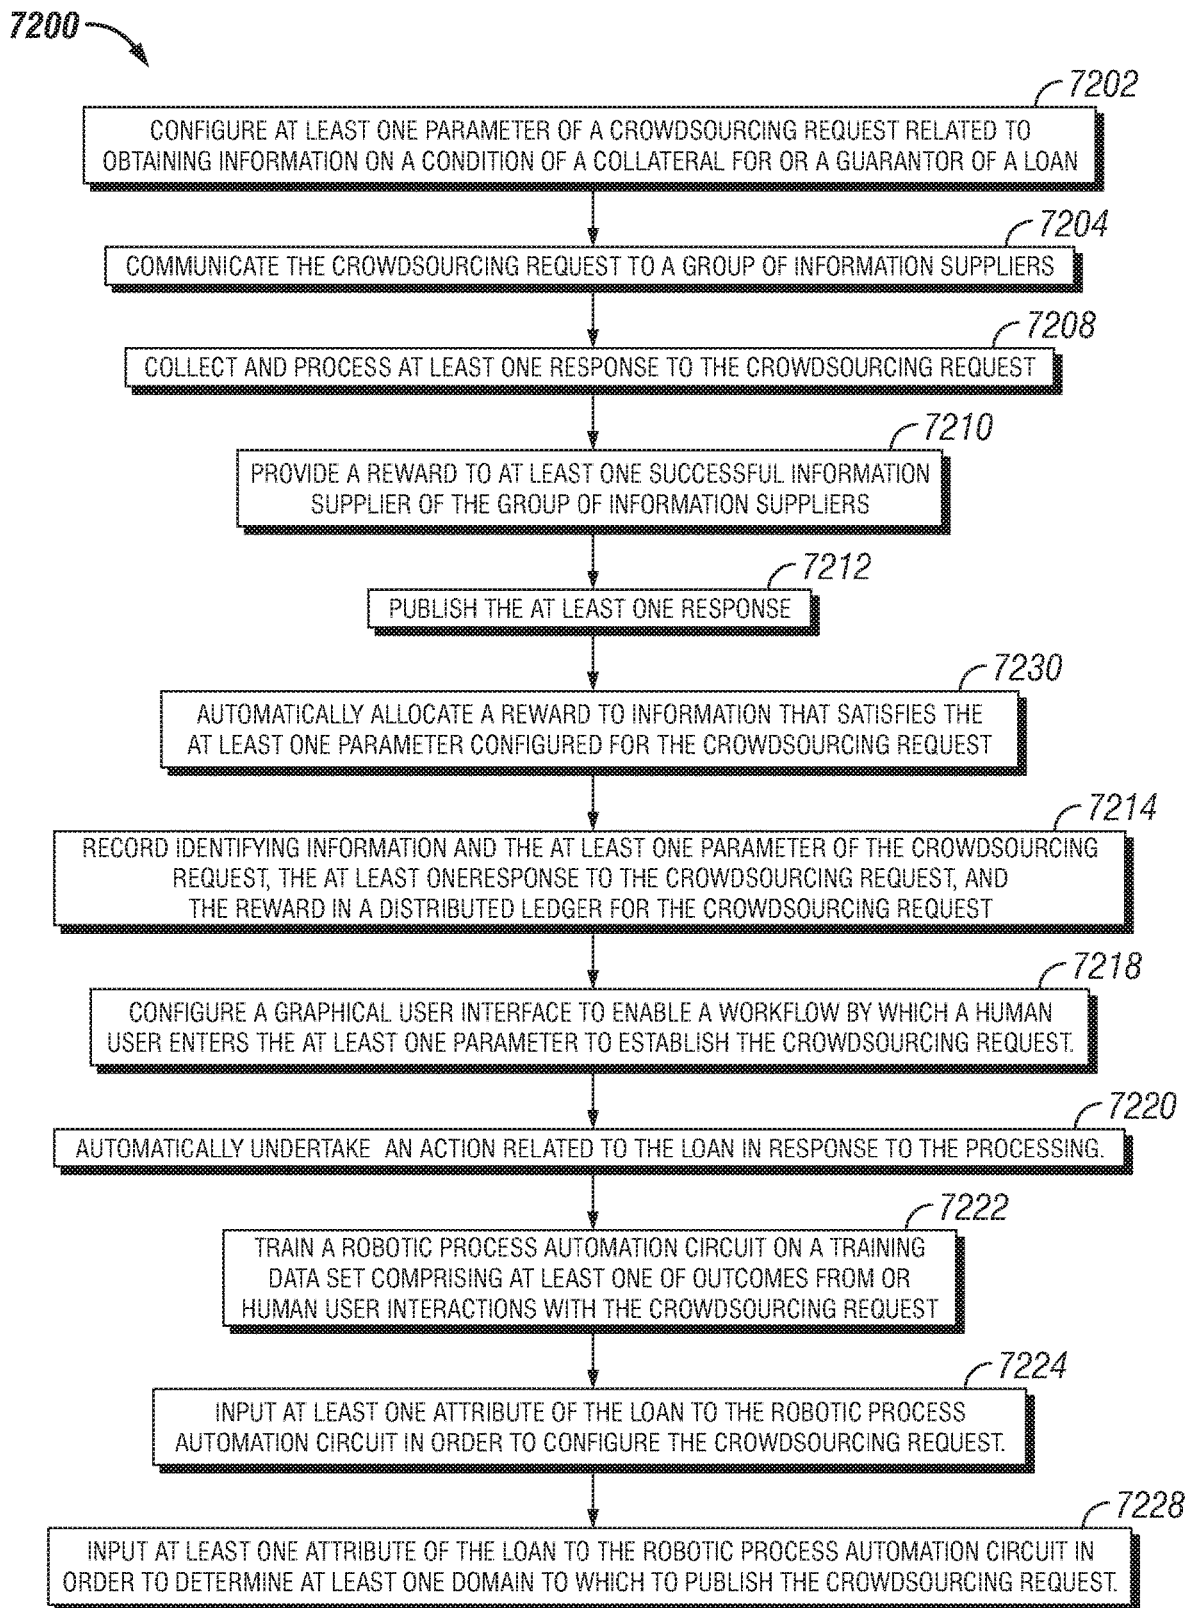 7200
7202
CONFIGURE AT LEAST ONE PARAMETER OF A CROWDSOURCING REQUEST RELATED TO
OBTAINING INFORMATION ON A CONDITION OF A COLLATERAL FOR OR A GUARANTOR OF A LOAN
7204
COMMUNICATE THE CROWDSOURCING REQUEST TO A GROUP OF INFORMATION SUPPLIERS
7208
COLLECT AND PROCESS AT LEAST ONE RESPONSE TO THE CROWDSOURCING REQUEST
7210
PROVIDE A REWARD TO AT LEAST ONE SUCCESSFUL INFORMATION
SUPPLIER OF THE GROUP OF INFORMATION SUPPLIERS
7212
PUBLISH THE AT LEAST ONE RESPONSE
7230
AUTOMATICALLY ALLOCATE A REWARD TO INFORMATION THAT SATISFIES THE
AT LEAST ONE PARAMETER CONFIGURED FOR THE CROWDSOURCING REQUEST
7214
RECORD IDENTIFYING INFORMATION AND THE AT LEAST ONE PARAMETER OF THE CROWDSOURCING
REQUEST, THE AT LEAST ONERESPONSE TO THE CROWDSOURCING REQUEST, AND
THE REWARD IN A DISTRIBUTED LEDGER FOR THE CROWDSOURCING REQUEST
7218
CONFIGURE A GRAPHICAL USER INTERFACE TO ENABLE A WORKFLOW BY WHICH A HUMAN
USER ENTERS THE AT LEAST ONE PARAMETER TO ESTABLISH THE CROWDSOURCING REQUEST.
7220
AUTOMATICALLY UNDERTAKE AN ACTION RELATED TO THE LOAN IN RESPONSE TO THE PROCESSING.
7222
TRAIN A ROBOTIC PROCESS AUTOMATION CIRCUIT ON A TRAINING
DATA SET COMPRISING AT LEAST ONE OF OUTCOMES FROM OR
HUMAN USER INTERACTIONS WITH THE CROWDSOURCING REQUEST
7224
INPUT AT LEAST ONE ATTRIBUTE OF THE LOAN TO THE ROBOTIC PROCESS
AUTOMATION CIRCUIT IN ORDER TO CONFIGURE THE CROWDSOURCING REQUEST.
7228
INPUT AT LEAST ONE ATTRIBUTE OF THE LOAN TO THE ROBOTIC PROCESS AUTOMATION CIRCUIT IN
ORDER TO DETERMINE AT LEAST ONE DOMAIN TO WHICH TO PUBLISH THE CROWDSOURCING REQUEST.